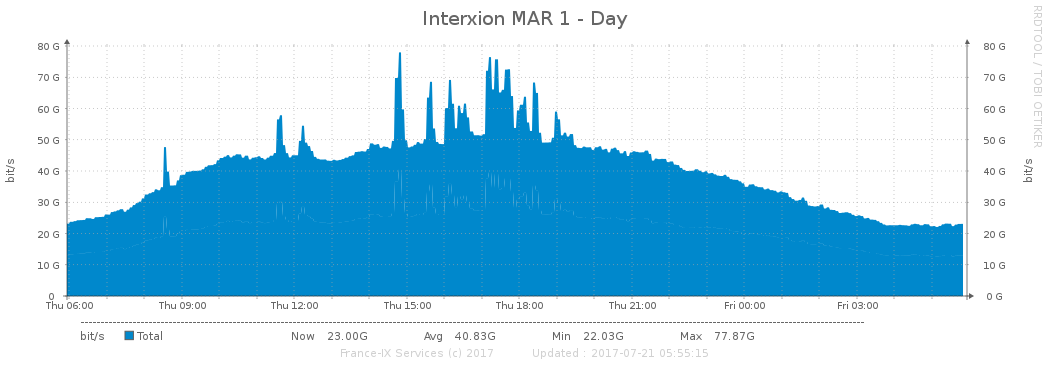 Interxion MAR 1 - Day
RRDTOOL / TOBI OETIKER
bit/s
80 G 80 G
70 G 70 G
60 G 60 G
50 G 50 G
40 G 40 G
30 G 30 G
20 G 20 G
10 G 10 G
0 0 G
bit/s
Thu 06:00 Thu 09:00 Thu 12:00 Thu 15:00 Thu 18:00 Thu 21:00 Fri 00:00 Fri 03:00
bit/s Total Now 23.00G Avg 40.83G Min 22.03G Max 77.87G
France-IX Services (c) 2017 Updated : 2017-07-21 05:55:15